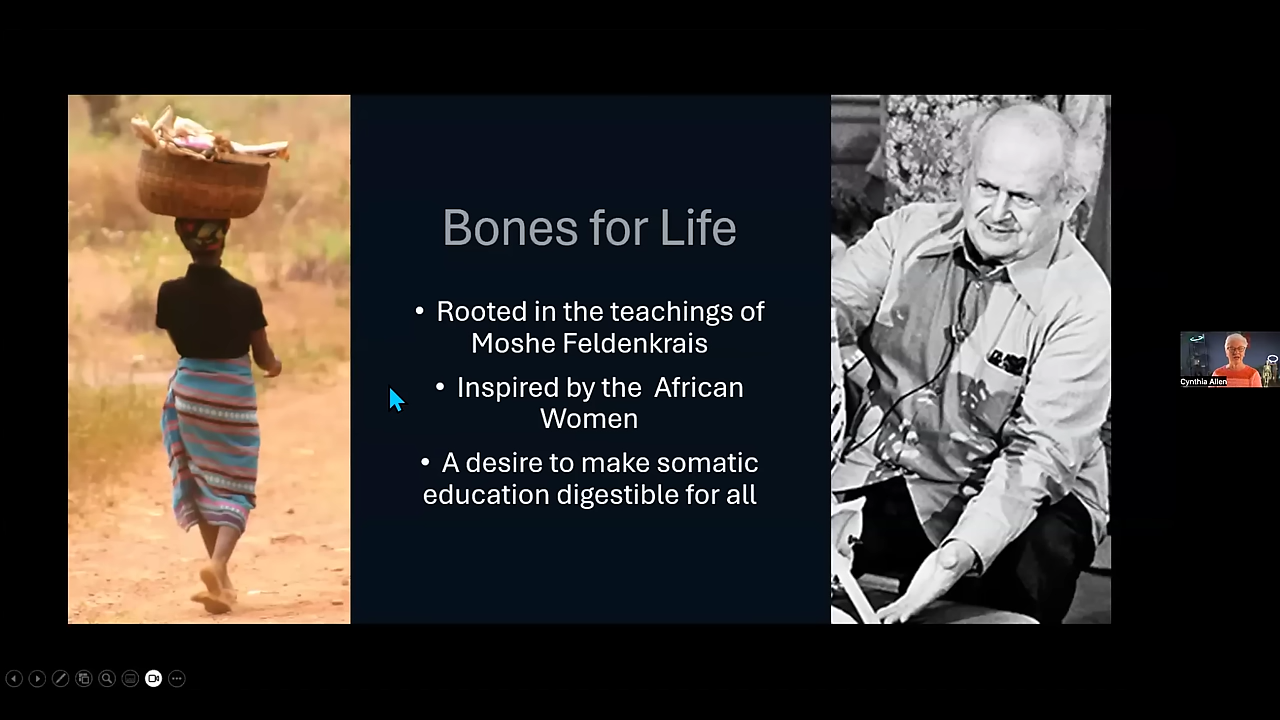 Bones for Life
• Rooted in the teachings of
Moshe Feldenkrais
• Inspired by the  African
Women
• A desire to make somatic
education digestible for all
Cynthia Allen